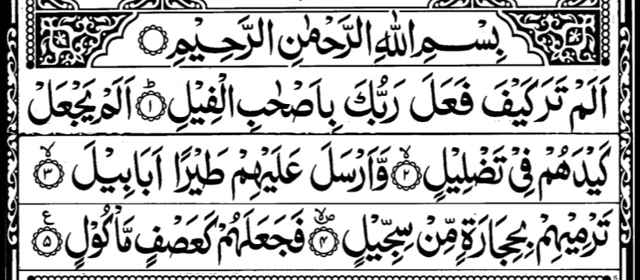 بِسْمِ اللّٰهِ الرَّحْمٰنِ الرَّحِيْمِ
اَلَمْ تَرَ كَيْفَ فَعَلَ رَبُّكَ بِاَصْحٰبِ الْفِيْلِ ؕ﴿۱﴾ اَلَمْ يَجْعَلْ
كَيْدَهُمْ فِيْ تَضْلِيْلٍ ۙ﴿۲﴾ وَّاَرْسَلَ عَلَيْهِمْ طَيْرًا اَبَابِيْلَ ۙ﴿۳﴾
تَرْمِيْهِمْ بِحِجَارَةٍ مِّنْ سِجِّيْلٍ ۪ۙ﴿۴﴾ فَجَعَلَهُمْ كَعَصْفٍ مَّاْكُوْلٍ ﴿۵﴾ ع